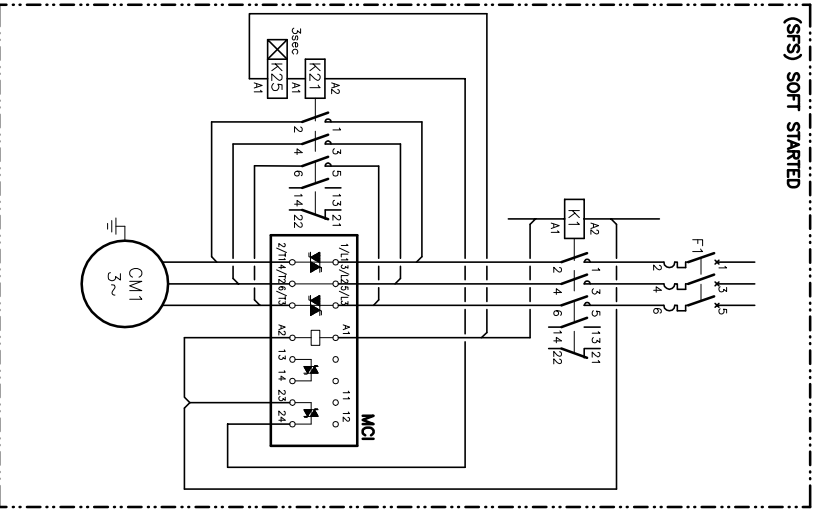 (SFS) SOFT STARTED
F1
1 3 5
2 4 6
A2 1 3 5 13 21
K1
A1 2 4 6 14 22
MCI
1/L1 3/L2 5/L3 A1 11 12
2/T1 4/T2 6/T3 A2 13 14 23 24
A2 1 3 5 13 21
K21
A1 2 4 6 14 22
3sec K25
A1
CM1
3~